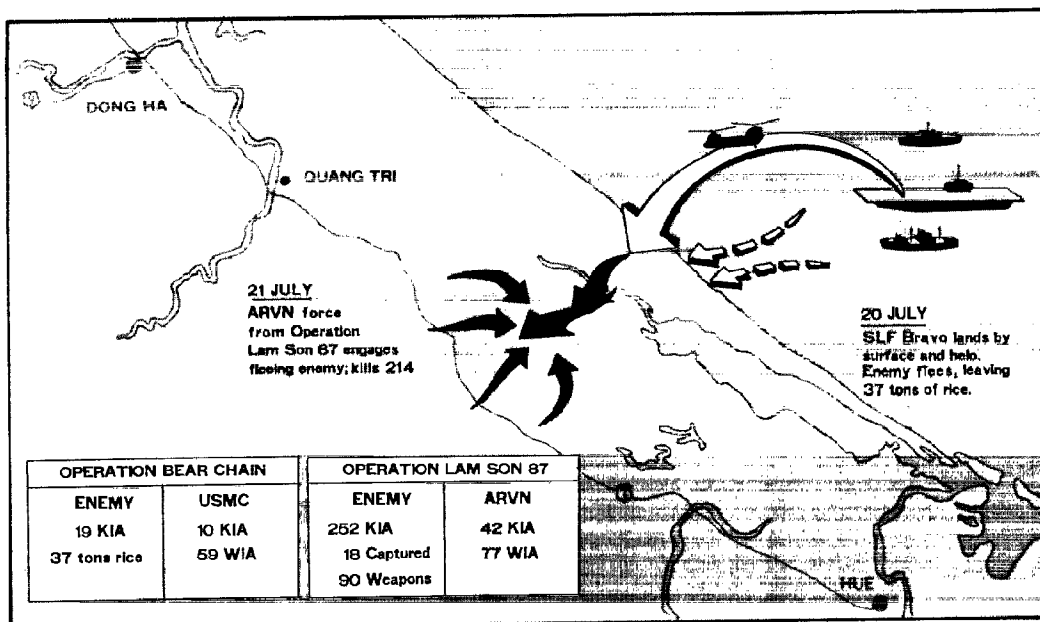 DONG HA
QUANG TRI
21 JULY
ARVN force
from Operation
Lam Son 87 engages
fleeing enemy; kills 214
20 JULY
SLF Bravo lands by
surface and helo.
Enemy flees, leaving
37 tons of rice.
OPERATION BEAR CHAIN
ENEMY
USMC
19 KIA
10 KIA
37 tons rice
59 WIA
OPERATION LAM SON 87
ENEMY
ARVN
252 KIA
42 KIA
18 Captured
77 WIA
90 Weapons
HUE